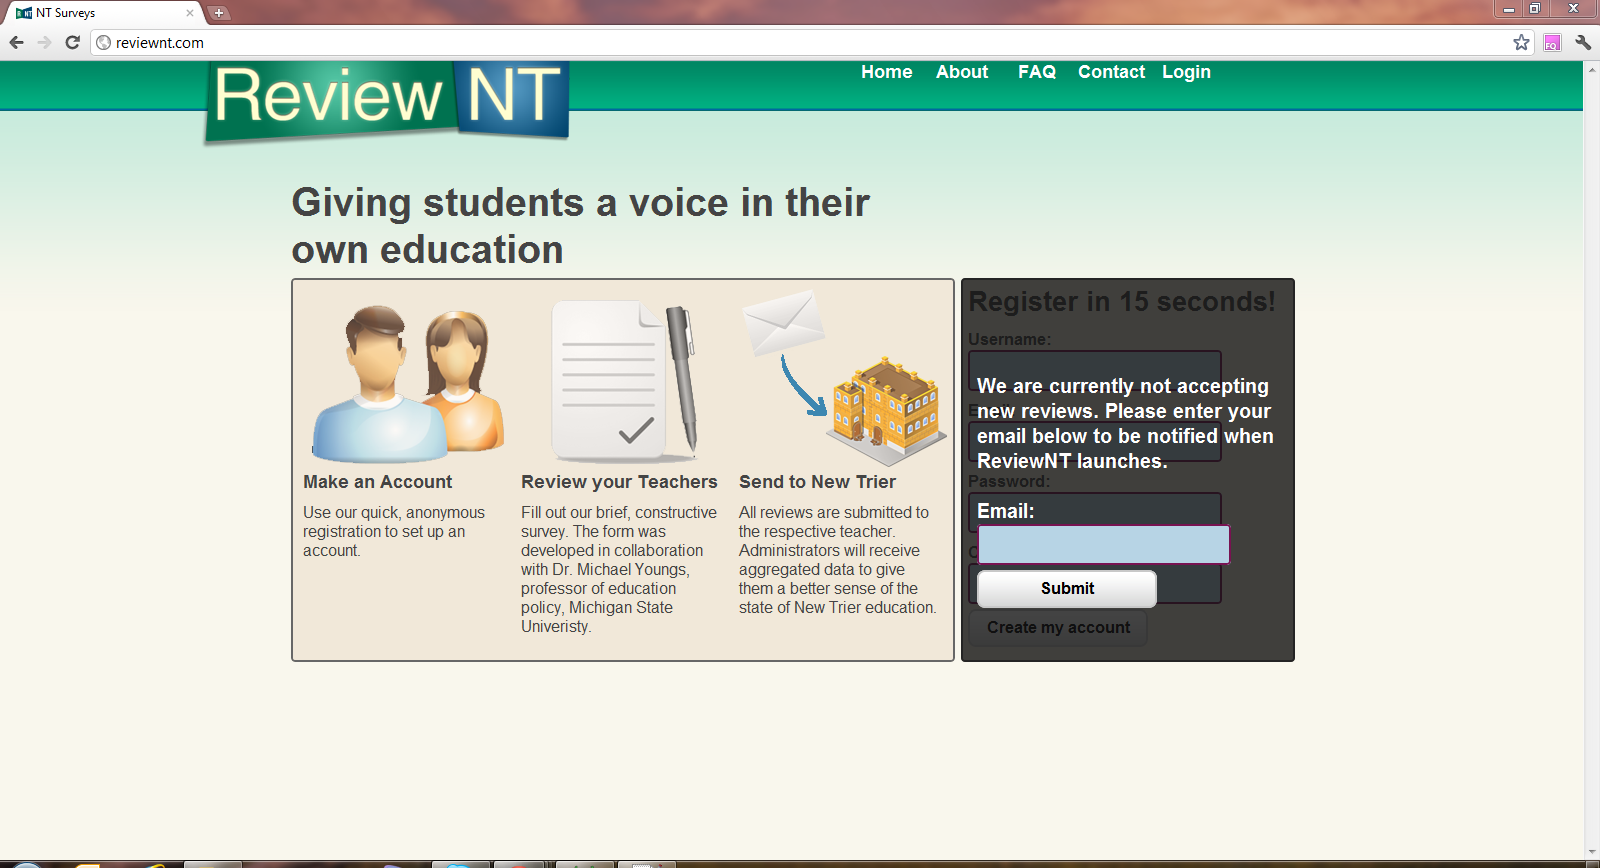 NT Surveys
reviewnt.com
Review NT
Home About FAQ Contact Login
Giving students a voice in their
own education
Make an Account
Use our quick, anonymous
registration to set up an
account.
Review your Teachers
Fill out our brief, constructive
survey. The form was
developed in collaboration
with Dr. Michael Youngs,
professor of education
policy, Michigan State
Univeristy.
Send to New Trier
All reviews are submitted to
the respective teacher.
Administrators will receive
aggregated data to give
them a better sense of the
state of New Trier education.
Register in 15 seconds!
Username:
We are currently not accepting
new reviews. Please enter your
email below to be notified when
ReviewNT launches.
Password:
Email:
Submit
Create my account